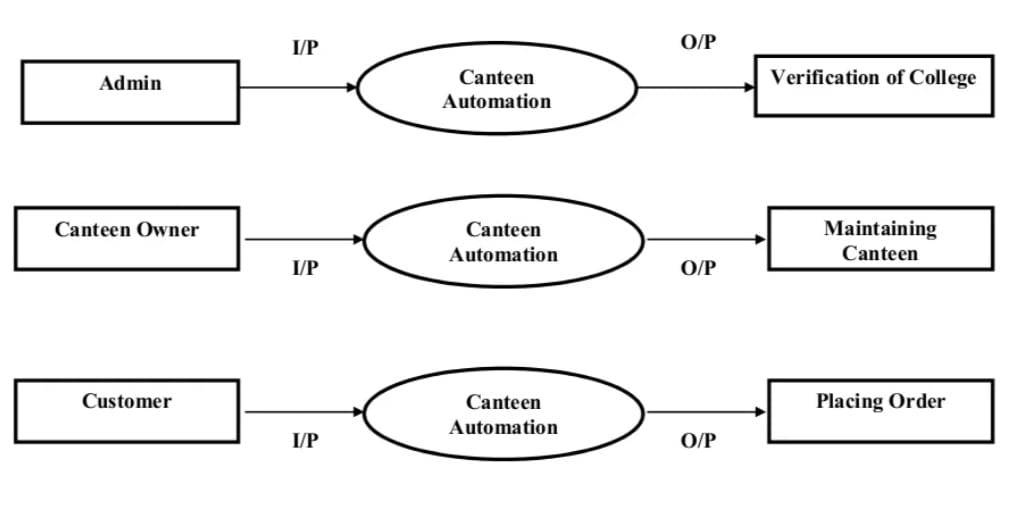 I/P
O/P
Admin
Canteen
Automation
Verification of College
Canteen Owner
Canteen
Automation
Maintaining
Canteen
I/P
O/P
Customer
Canteen
Automation
Placing Order
I/P
O/P